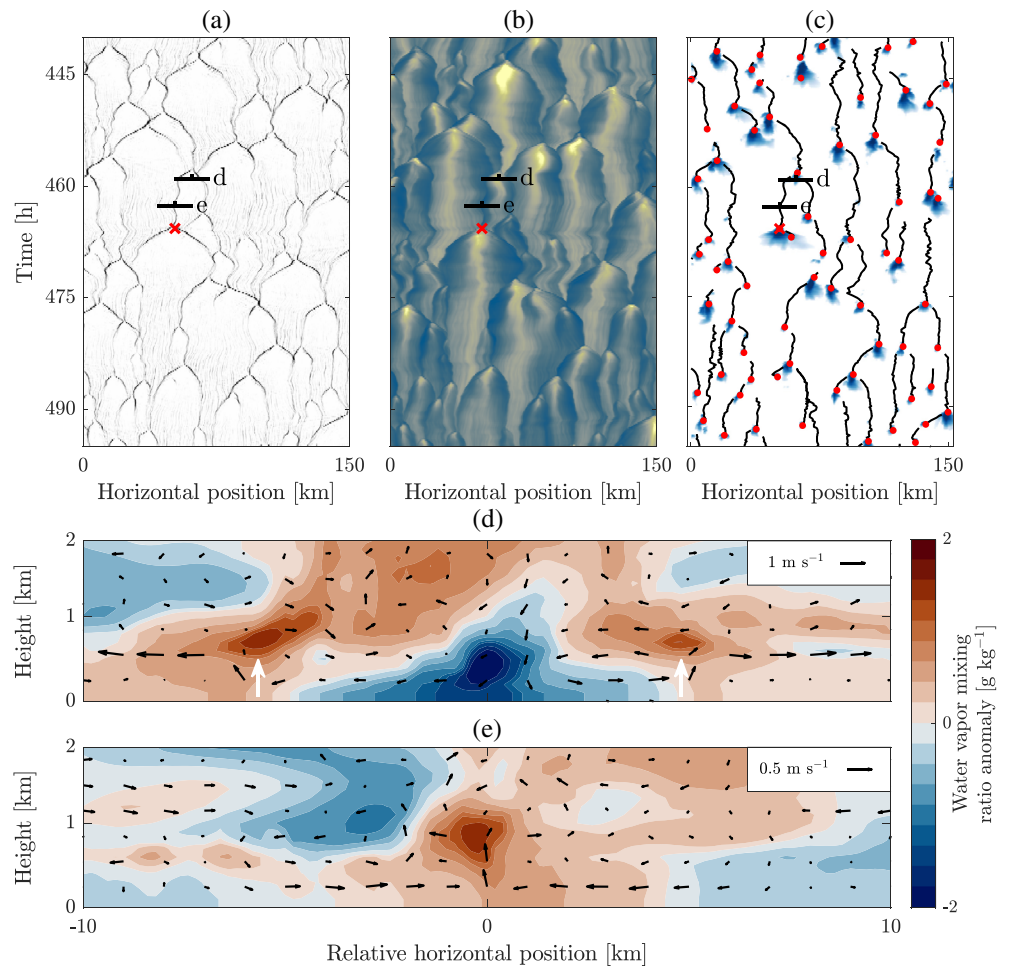 (a) (b) (c)
445
460
475
490
Time [h]
d
e
d
e
d
e
0 150 0 150 0 150
Horizontal position [km] Horizontal position [km] Horizontal position [km]
(d)
2
1
0
Height [km]
1 m s⁻¹
(e)
2
1
0
Height [km]
0.5 m s⁻¹
-10 0 10
Relative horizontal position [km]
2
0
-2
Water vapor mixing
ratio anomaly [g kg⁻¹]